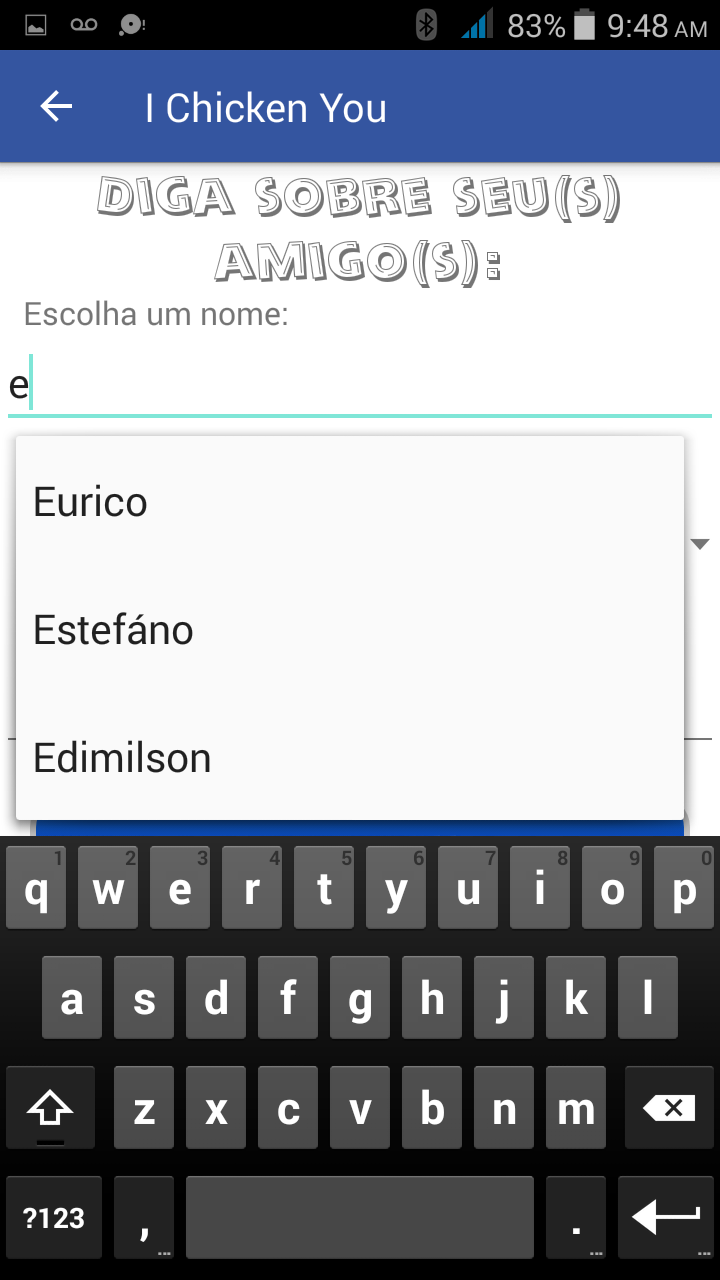 83% 9:48 AM
I Chicken You
DIGA SOBRE SEU(S)
AMIGO(S):
Escolha um nome:
e
Eurico
Estefáno
Edimilson
1 2 3 4 5 6 7 8 9 0
q w e r t y u i o p
a s d f g h j k l
z x c v b n m
?123 , ... . ... ...